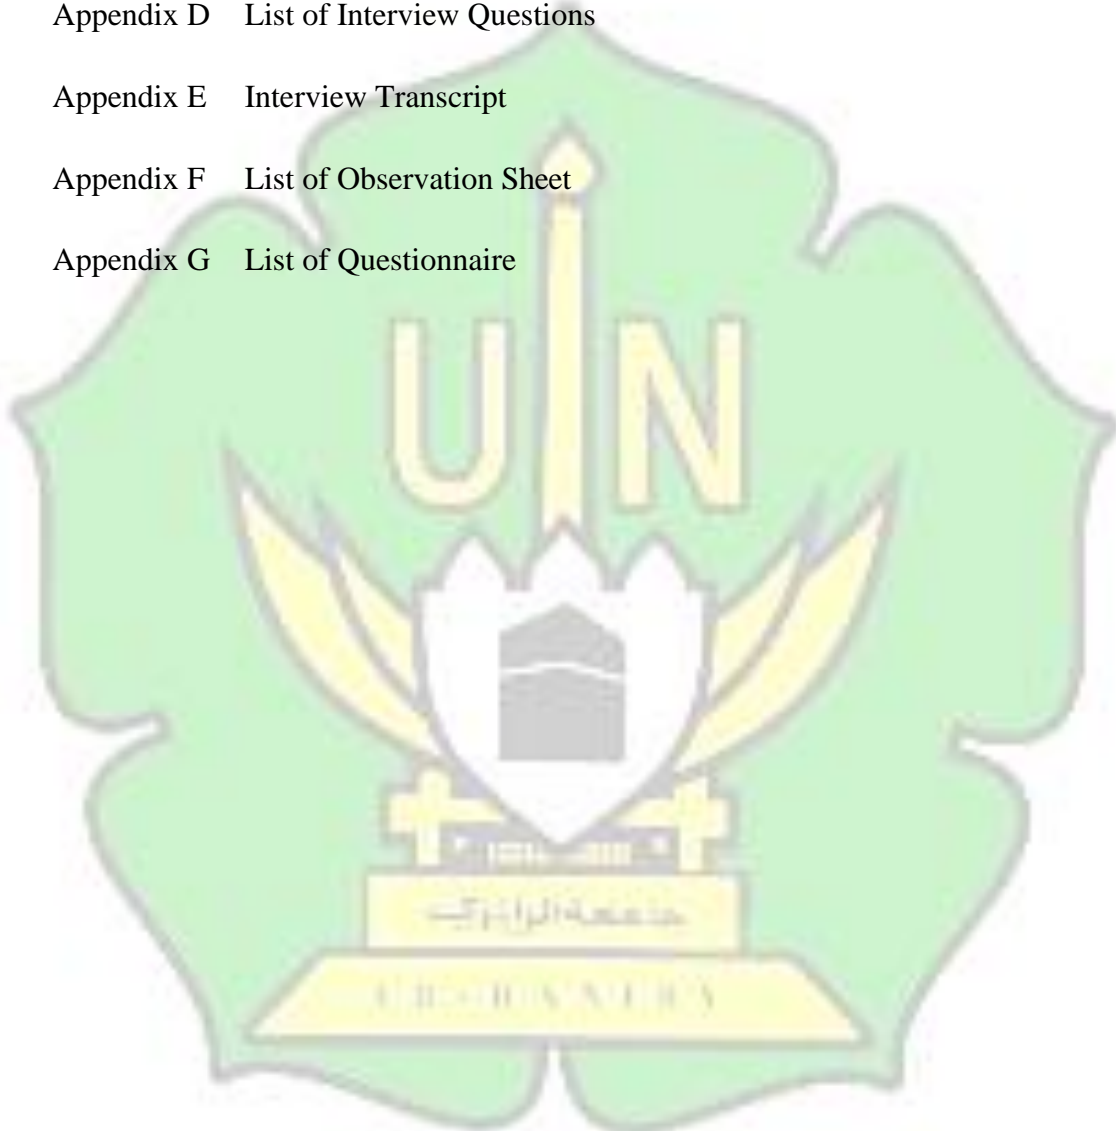 Appendix D List of Interview Questions
Appendix E Interview Transcript
Appendix F List of Observation Sheet
Appendix G List of Questionnaire
UIN